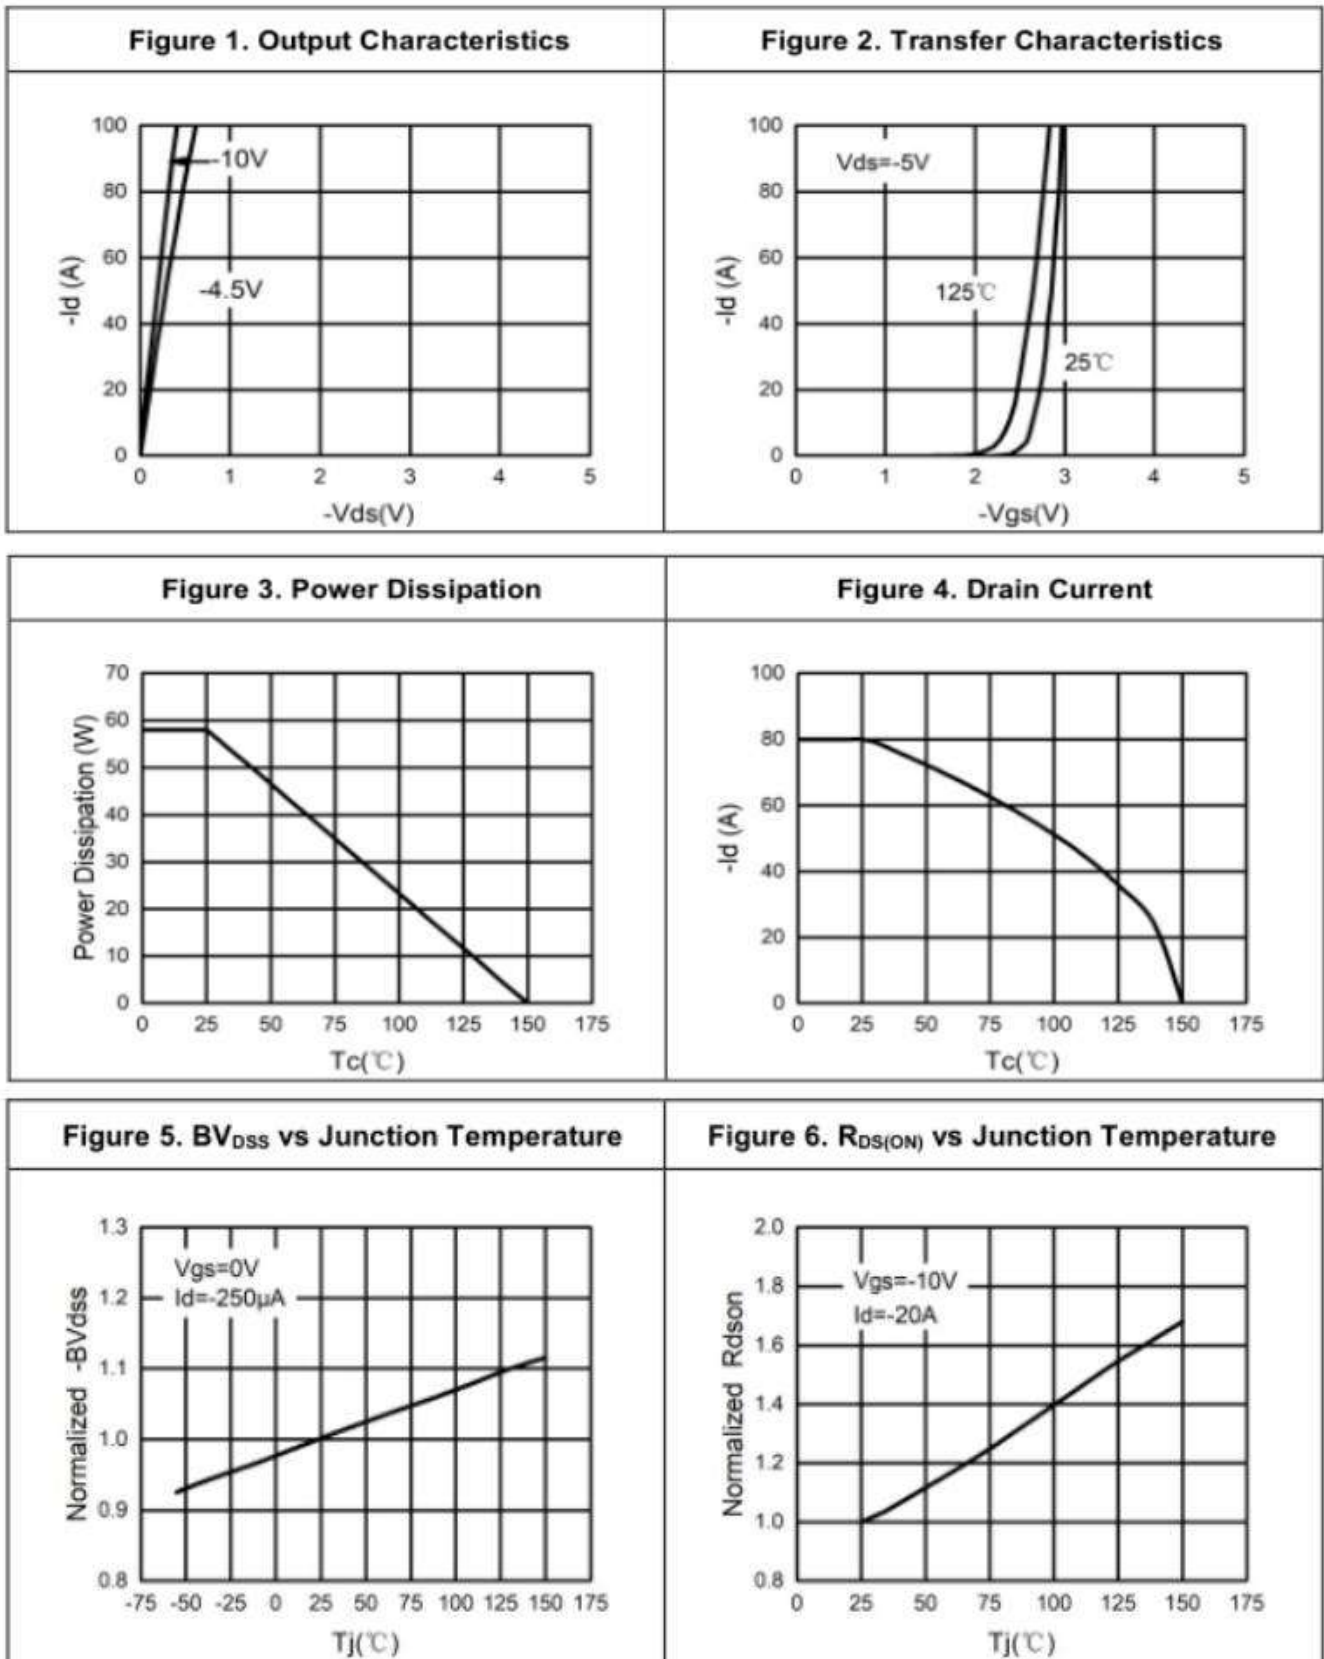 Figure 1. Output Characteristics
-Id (A)
100
80
60
40
20
0
-10V
-4.5V
0 1 2 3 4 5
-Vds(V)
Figure 2. Transfer Characteristics
-Id (A)
100
80
60
40
20
0
Vds=-5V
125℃
25℃
0 1 2 3 4 5
-Vgs(V)
Figure 3. Power Dissipation
Power Dissipation (W)
70
60
50
40
30
20
10
0
0 25 50 75 100 125 150 175
Tc(℃)
Figure 4. Drain Current
-Id (A)
100
80
60
40
20
0
0 25 50 75 100 125 150 175
Tc(℃)
Figure 5. BVDSS vs Junction Temperature
Normalized -BVdss
1.3
1.2
1.1
1.0
0.9
0.8
Vgs=0V
Id=-250μA
-75 -50 -25 0 25 50 75 100 125 150 175
Tj(℃)
Figure 6. RDS(ON) vs Junction Temperature
Normalized Rdson
2.0
1.8
1.6
1.4
1.2
1.0
0.8
Vgs=-10V
Id=-20A
0 25 50 75 100 125 150 175
Tj(℃)